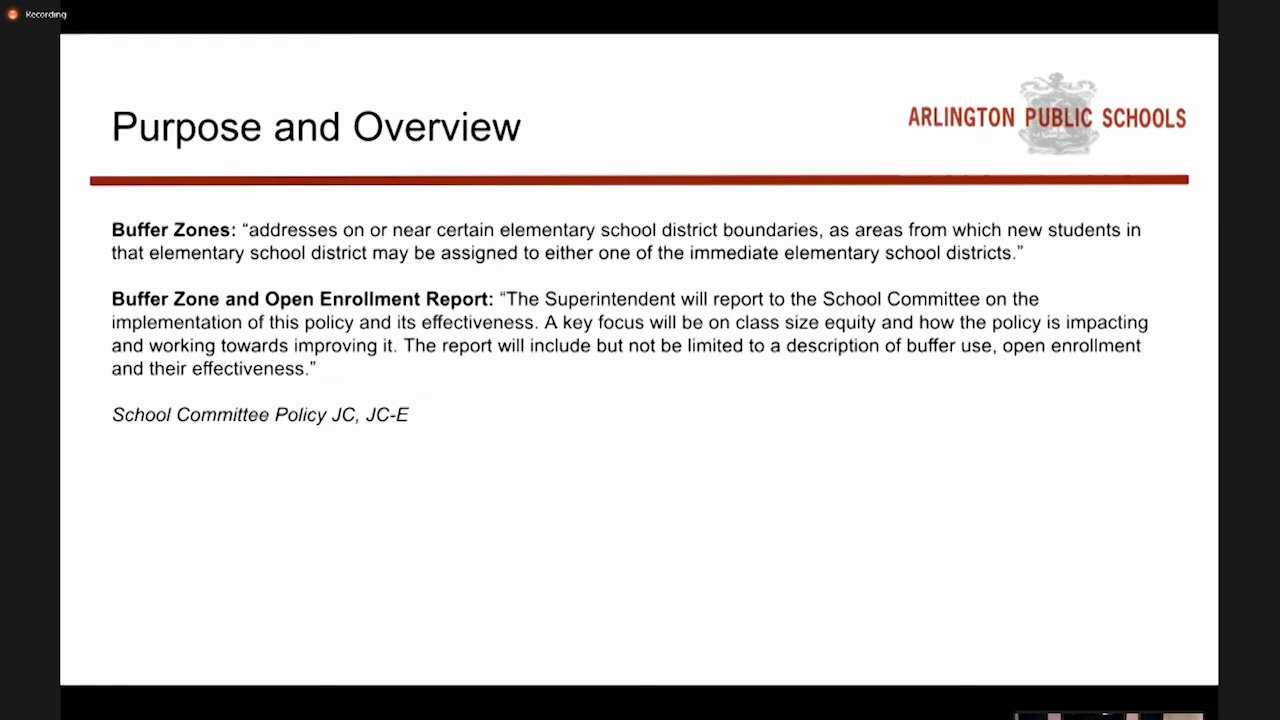 Recording
Purpose and Overview
ARLINGTON PUBLIC SCHOOLS
Buffer Zones: “addresses on or near certain elementary school district boundaries, as areas from which new students in
that elementary school district may be assigned to either one of the immediate elementary school districts.”
Buffer Zone and Open Enrollment Report: “The Superintendent will report to the School Committee on the
implementation of this policy and its effectiveness. A key focus will be on class size equity and how the policy is impacting
and working towards improving it. The report will include but not be limited to a description of buffer use, open enrollment
and their effectiveness.”
School Committee Policy JC, JC-E